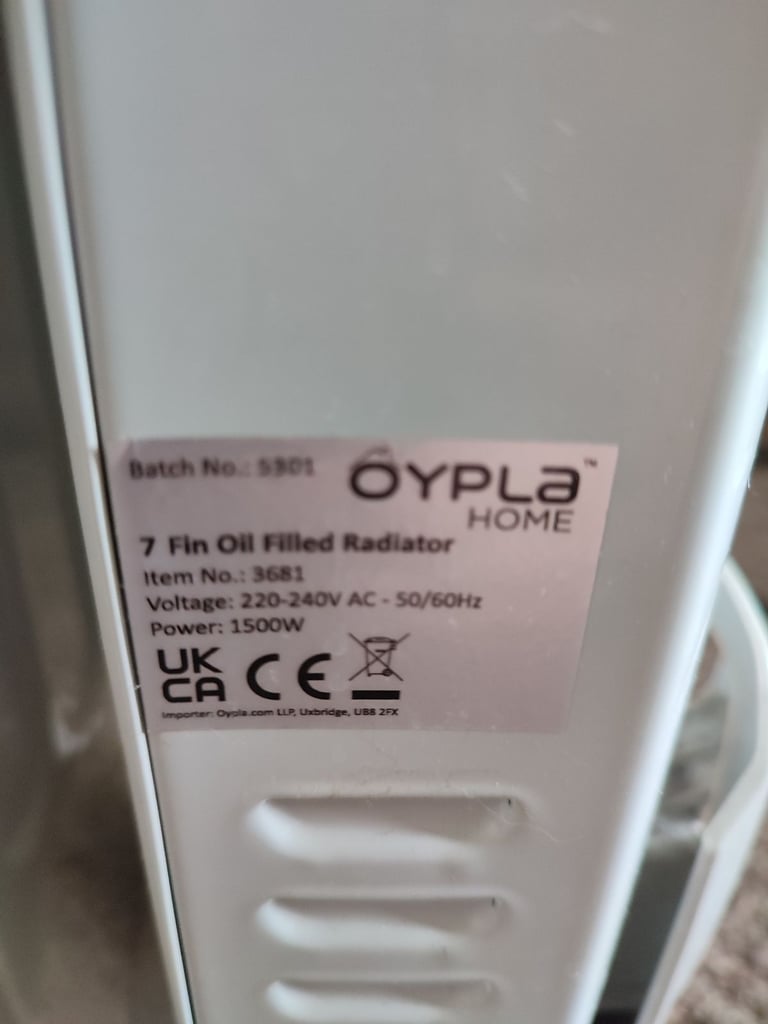 Batch No.: 5301
OYPLA™
HOME
7 Fin Oil Filled Radiator
Item No.: 3681
Voltage: 220-240V AC - 50/60Hz
Power: 1500W
UK
CA CE
Importer: Oypla.com LLP, Uxbridge, UB8 2FX